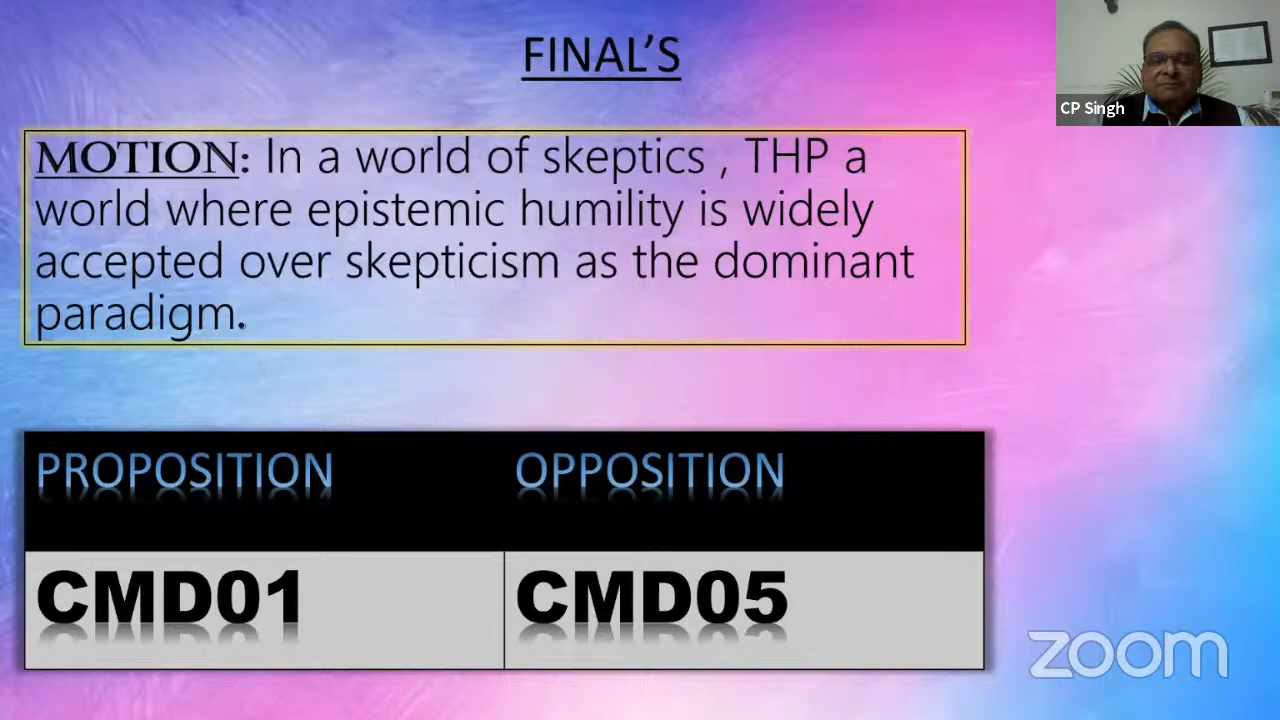 FINAL'S
CP Singh
MOTION: In a world of skeptics , THP a
world where epistemic humility is widely
accepted over skepticism as the dominant
paradigm.
PROPOSITION OPPOSITION
CMD01 CMD05
zoom